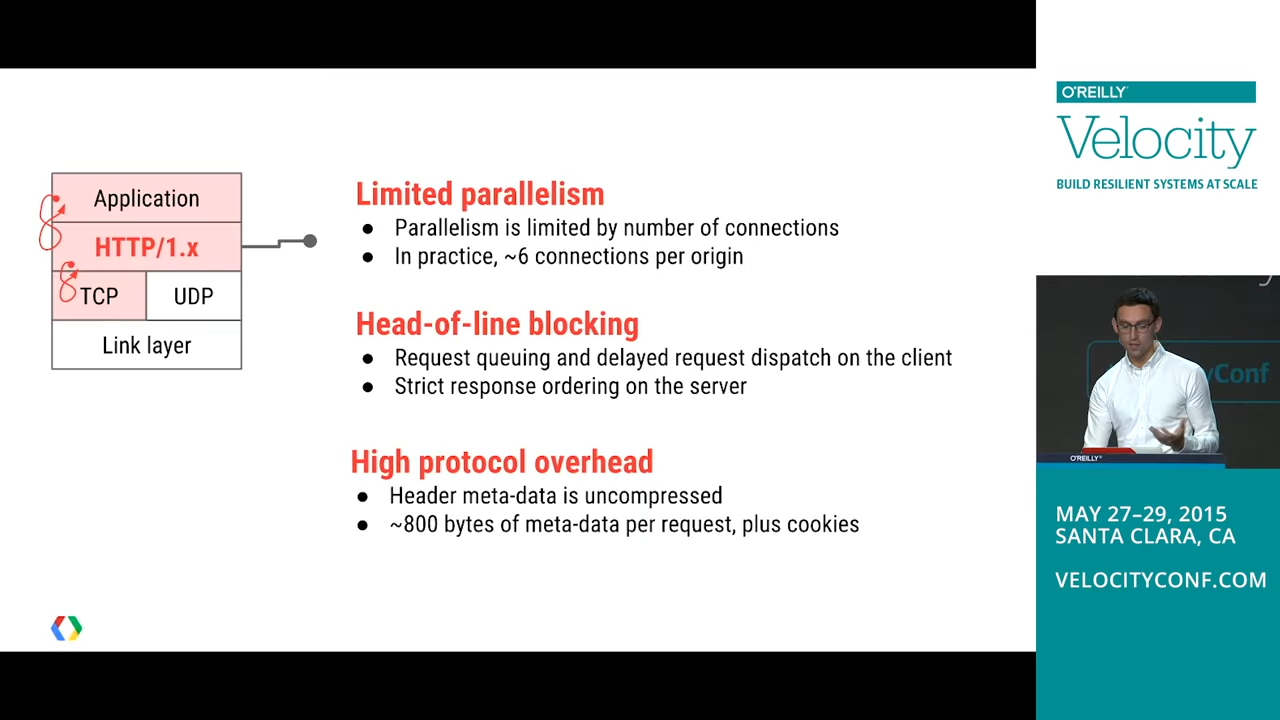 Application
HTTP/1.x
TCP
UDP
Link layer
Limited parallelism
● Parallelism is limited by number of connections
● In practice, ~6 connections per origin
Head-of-line blocking
● Request queuing and delayed request dispatch on the client
● Strict response ordering on the server
High protocol overhead
● Header meta-data is uncompressed
● ~800 bytes of meta-data per request, plus cookies
O'REILLY
Velocity
BUILD RESILIENT SYSTEMS AT SCALE
yConf
O'REILLY
MAY 27–29, 2015
SANTA CLARA, CA
VELOCITYCONF.COM